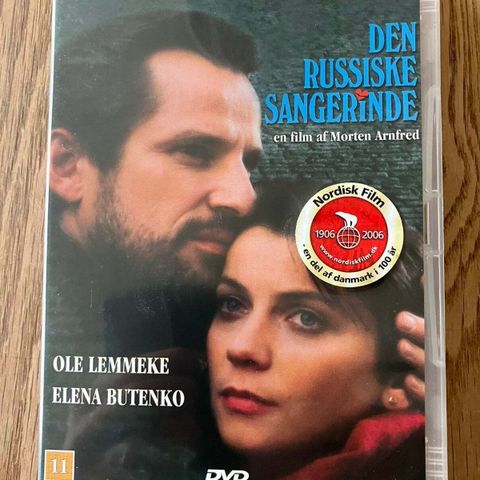 DEN
RUSSISKE
SANGERINDE
en film af Morten Arnfred
Nordisk Film
1906 2006
www.nordiskfilm.dk
- en del af danmark i 100 år
OLE LEMMEKE
ELENA BUTENKO
11
DVD